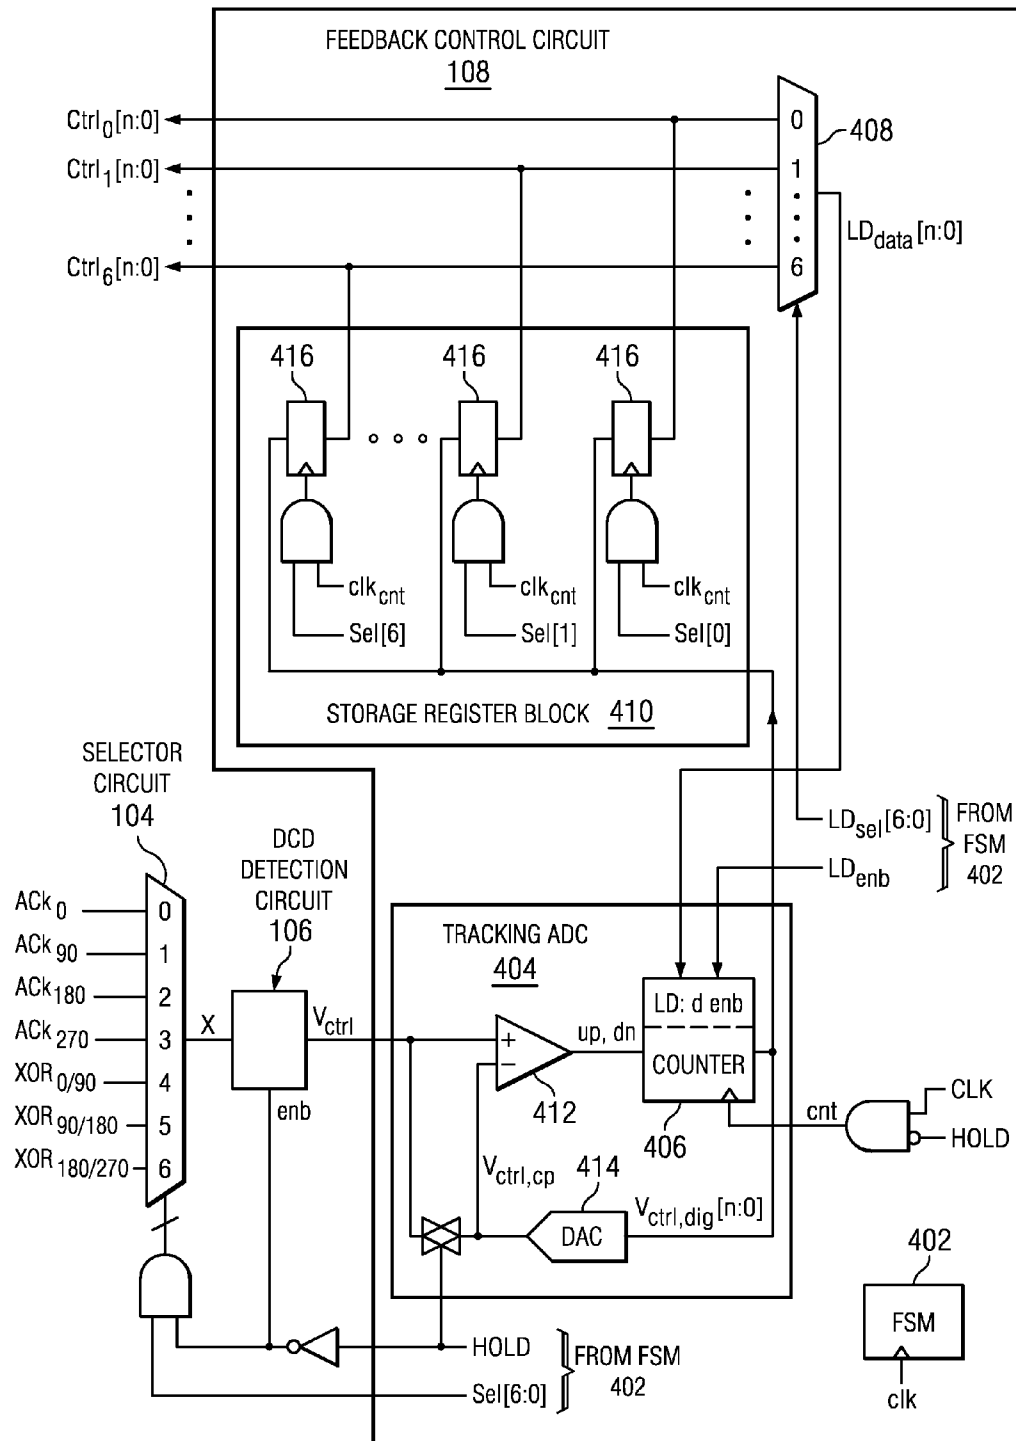 FEEDBACK CONTROL CIRCUIT
108
Ctrl0[n:0]
0
408
Ctrl1[n:0]
1
LDdata[n:0]
Ctrl6[n:0]
6
416
416
416
clkcnt
clkcnt
clkcnt
Sel[6]
Sel[1]
Sel[0]
STORAGE REGISTER BLOCK 410
SELECTOR
CIRCUIT
104
DCD
DETECTION
CIRCUIT
106
LDsel[6:0]
LDenb
FROM
FSM
402
ACk0
0
ACk90
1
ACk180
2
ACk270
3
XOR0/90
4
XOR90/180
5
XOR180/270
6
X
Vctrl
enb
TRACKING ADC
404
+
−
412
up, dn
LD: d enb
COUNTER
406
cnt
CLK
HOLD
Vctrl,cp
414
DAC
Vctrl,dig[n:0]
402
FSM
clk
HOLD
Sel[6:0]
FROM FSM
402